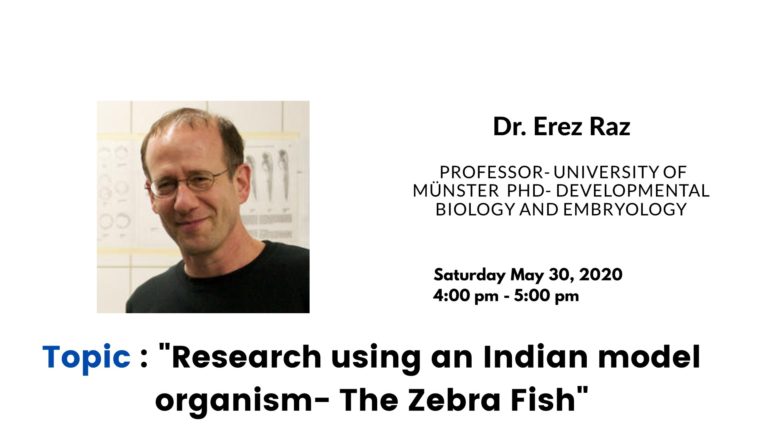 Dr. Erez Raz
PROFESSOR- UNIVERSITY OF
MÜNSTER PHD- DEVELOPMENTAL
BIOLOGY AND EMBRYOLOGY
Saturday May 30, 2020
4:00 pm - 5:00 pm
Topic : "Research using an Indian model
organism- The Zebra Fish"